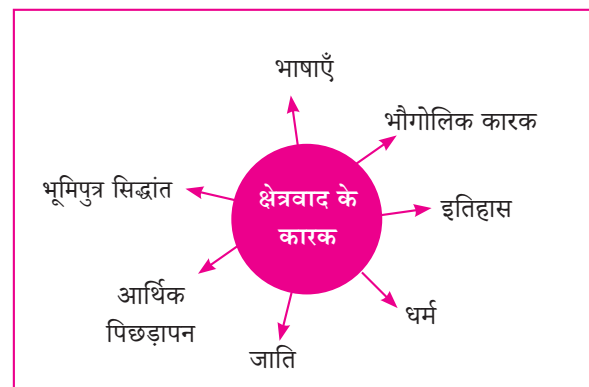 भाषाएँ
भौगोलिक कारक
भूमिपुत्र सिद्धांत
क्षेत्रवाद के
कारक
इतिहास
आर्थिक
पिछड़ापन
धर्म
जाति